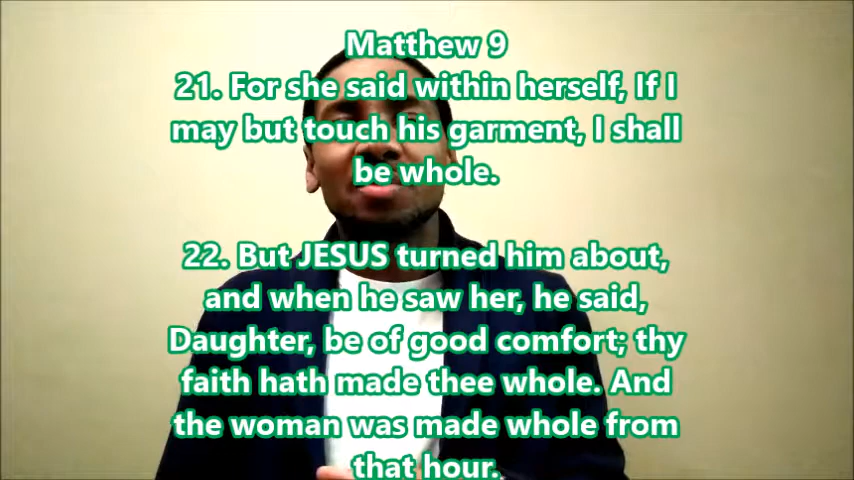 Matthew 9
21. For she said within herself, If I
may but touch his garment, I shall
be whole.
22. But JESUS turned him about,
and when he saw her, he said,
Daughter, be of good comfort; thy
faith hath made thee whole. And
the woman was made whole from
that hour.